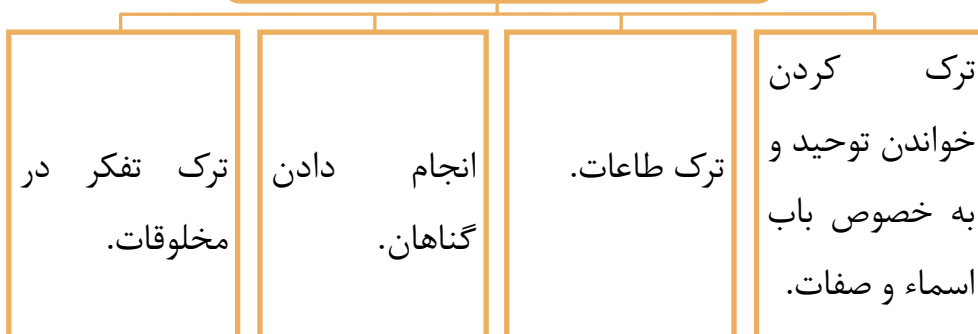 ترک کردن
خواندن توحید و
به خصوص باب
اسماء و صفات.
ترک طاعات.
انجام دادن
گناهان.
ترک تفکر در
مخلوقات.